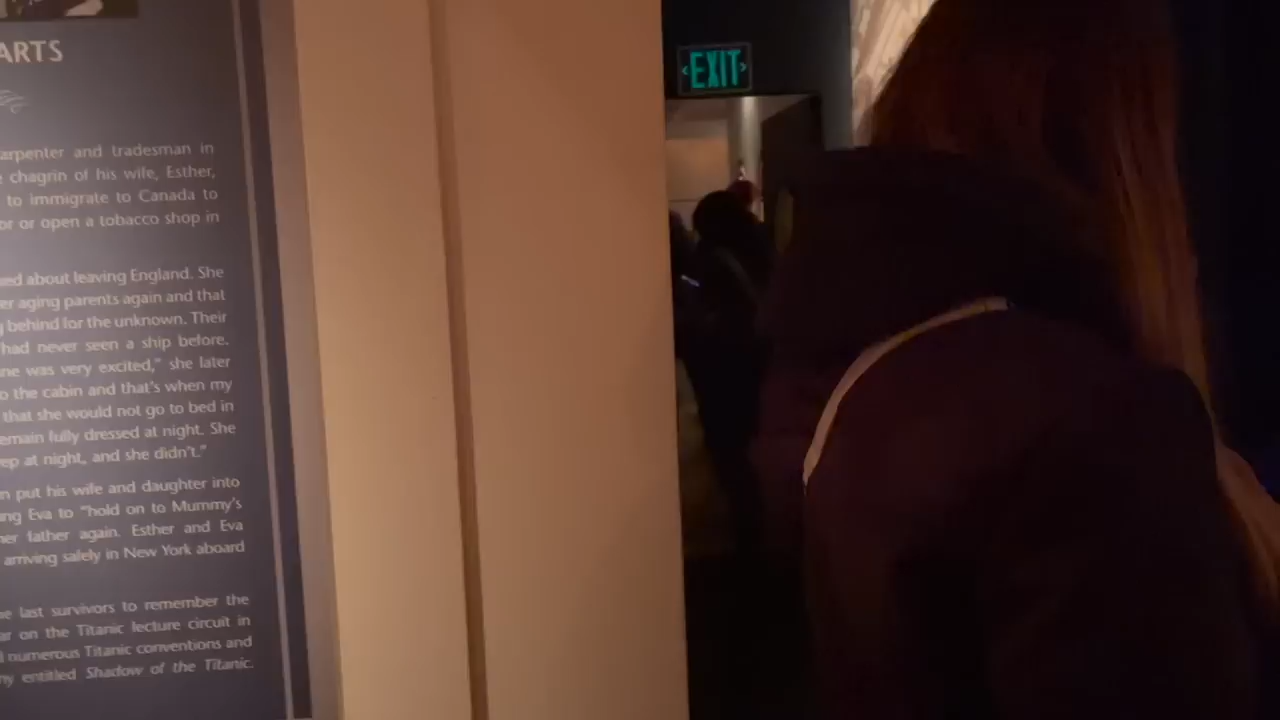 ARTS
carpenter and tradesman in
chagrin of his wife, Esther,
to immigrate to Canada to
or or open a tobacco shop in
ed about leaving England. She
er aging parents again and that
g behind for the unknown. Their
had never seen a ship before.
ne was very excited,” she later
o the cabin and that's when my
that she would not go to bed in
emain fully dressed at night. She
ep at night, and she didn't.”
n put his wife and daughter into
ng Eva to “hold on to Mummy's
her father again. Esther and Eva
arriving safely in New York aboard
e last survivors to remember the
ar on the Titanic lecture circuit in
numerous Titanic conventions and
hy entitled Shadow of the Titanic.
<EXIT>